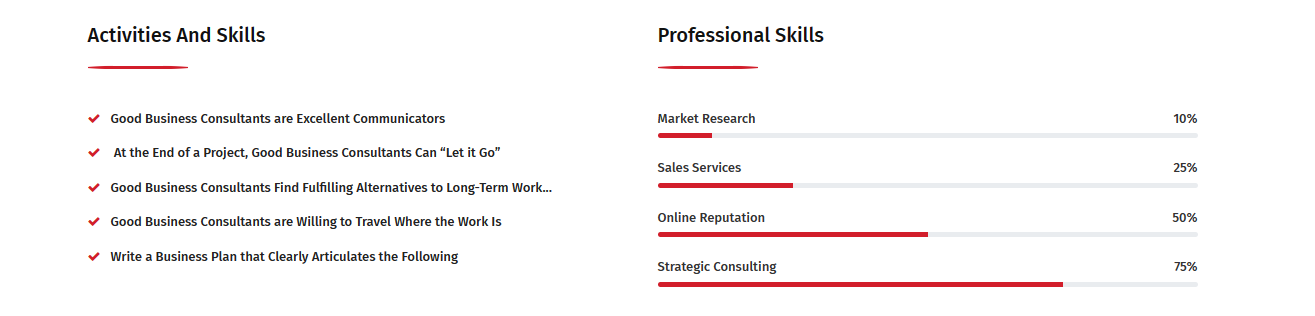 Activities And Skills
Good Business Consultants are Excellent Communicators
At the End of a Project, Good Business Consultants Can “Let it Go”
Good Business Consultants Find Fulfilling Alternatives to Long-Term Work...
Good Business Consultants are Willing to Travel Where the Work Is
Write a Business Plan that Clearly Articulates the Following
Professional Skills
Market Research 10%
Sales Services 25%
Online Reputation 50%
Strategic Consulting 75%